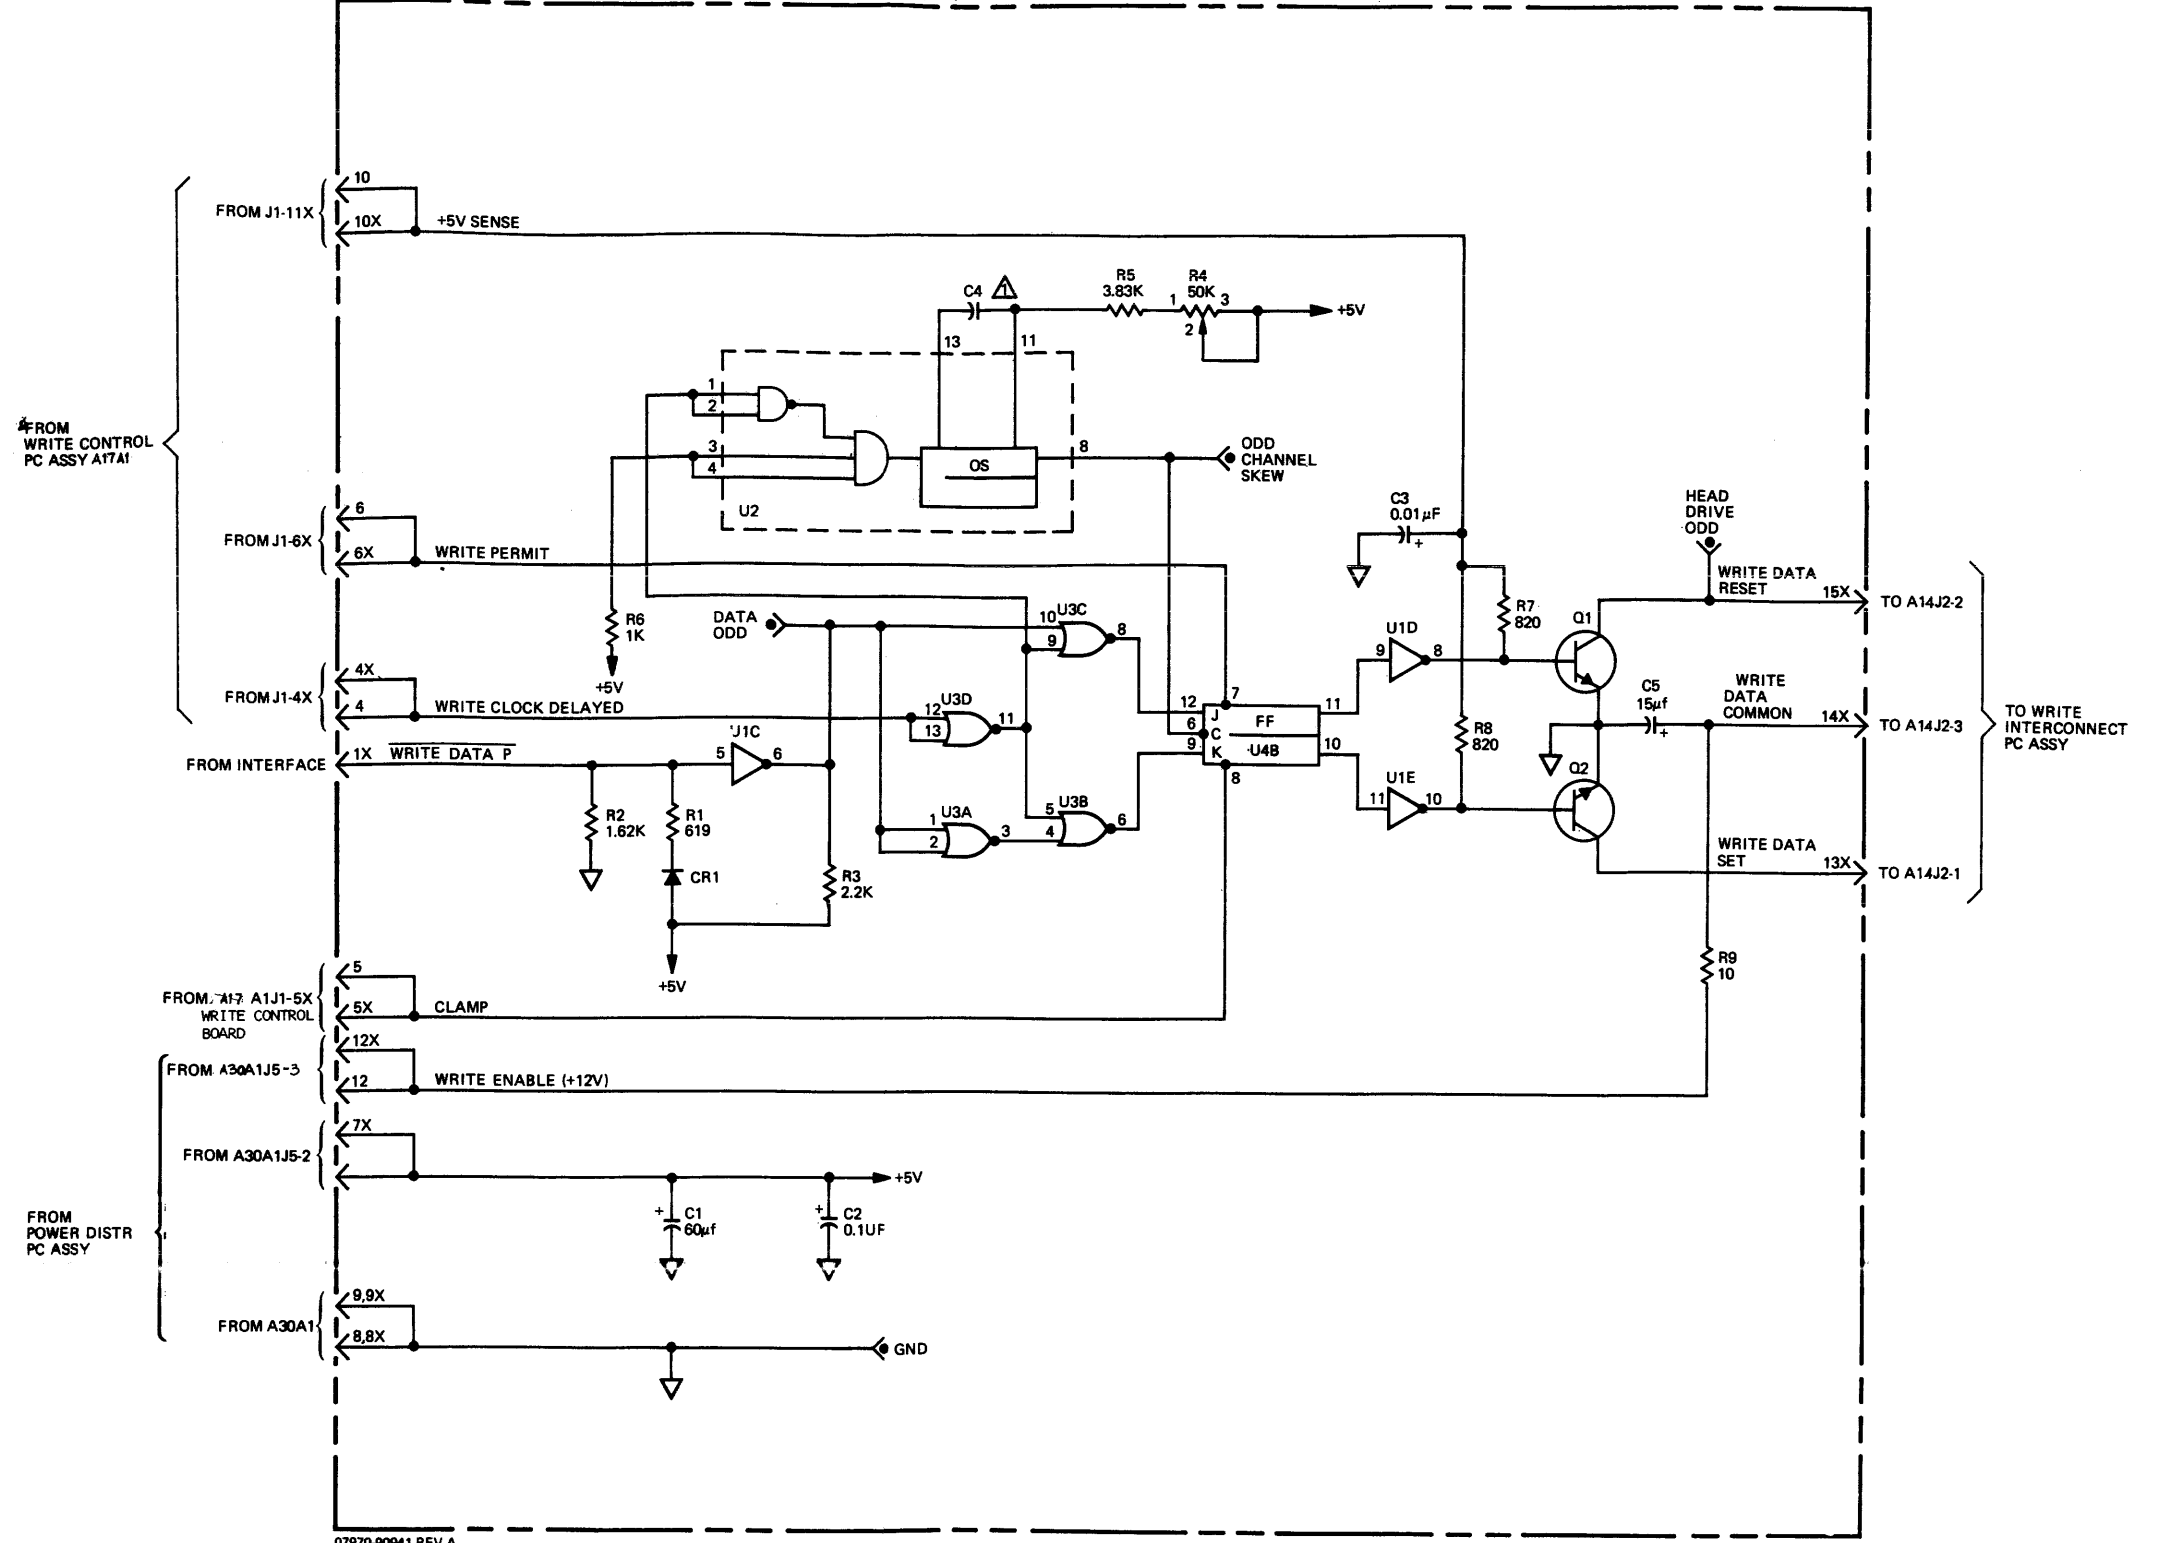 10
FROM J1-11X
10X
+5V SENSE
C4
1
R5
3.83K
R4
50K
1
3
2
+5V
13
11
1
2
3
4
OS
8
U2
ODD
CHANNEL
SKEW
FROM
WRITE CONTROL
PC ASSY A17A1
6
FROM J1-6X
6X
WRITE PERMIT
C3
0.01µF
+
HEAD
DRIVE
ODD
WRITE DATA
RESET
15X
TO A14J2-2
R6
1K
+5V
DATA
ODD
10
U3C
9
8
R7
820
Q1
U1D
9
8
4X
FROM J1-4X
4
WRITE CLOCK DELAYED
U3D
12
13
11
12
7
J
6
C
9
K
FF
U4B
11
10
8
R8
820
C5
15µf
+
WRITE
DATA
COMMON
14X
TO A14J2-3
TO WRITE
INTERCONNECT
PC ASSY
FROM INTERFACE
1X
WRITE DATA P
U1C
5
6
Q2
U1E
11
10
R2
1.62K
R1
619
U3A
1
2
3
5
U3B
4
6
WRITE DATA
SET
13X
TO A14J2-1
CR1
R3
2.2K
+5V
R9
10
5
FROM A17 A1J1-5X
WRITE CONTROL
BOARD
5X
CLAMP
12X
FROM A30A1J5-3
12
WRITE ENABLE (+12V)
7X
FROM A30A1J5-2
+5V
+
C1
60µf
+
C2
0.1UF
FROM
POWER DISTR
PC ASSY
9,9X
FROM A30A1
8,8X
GND